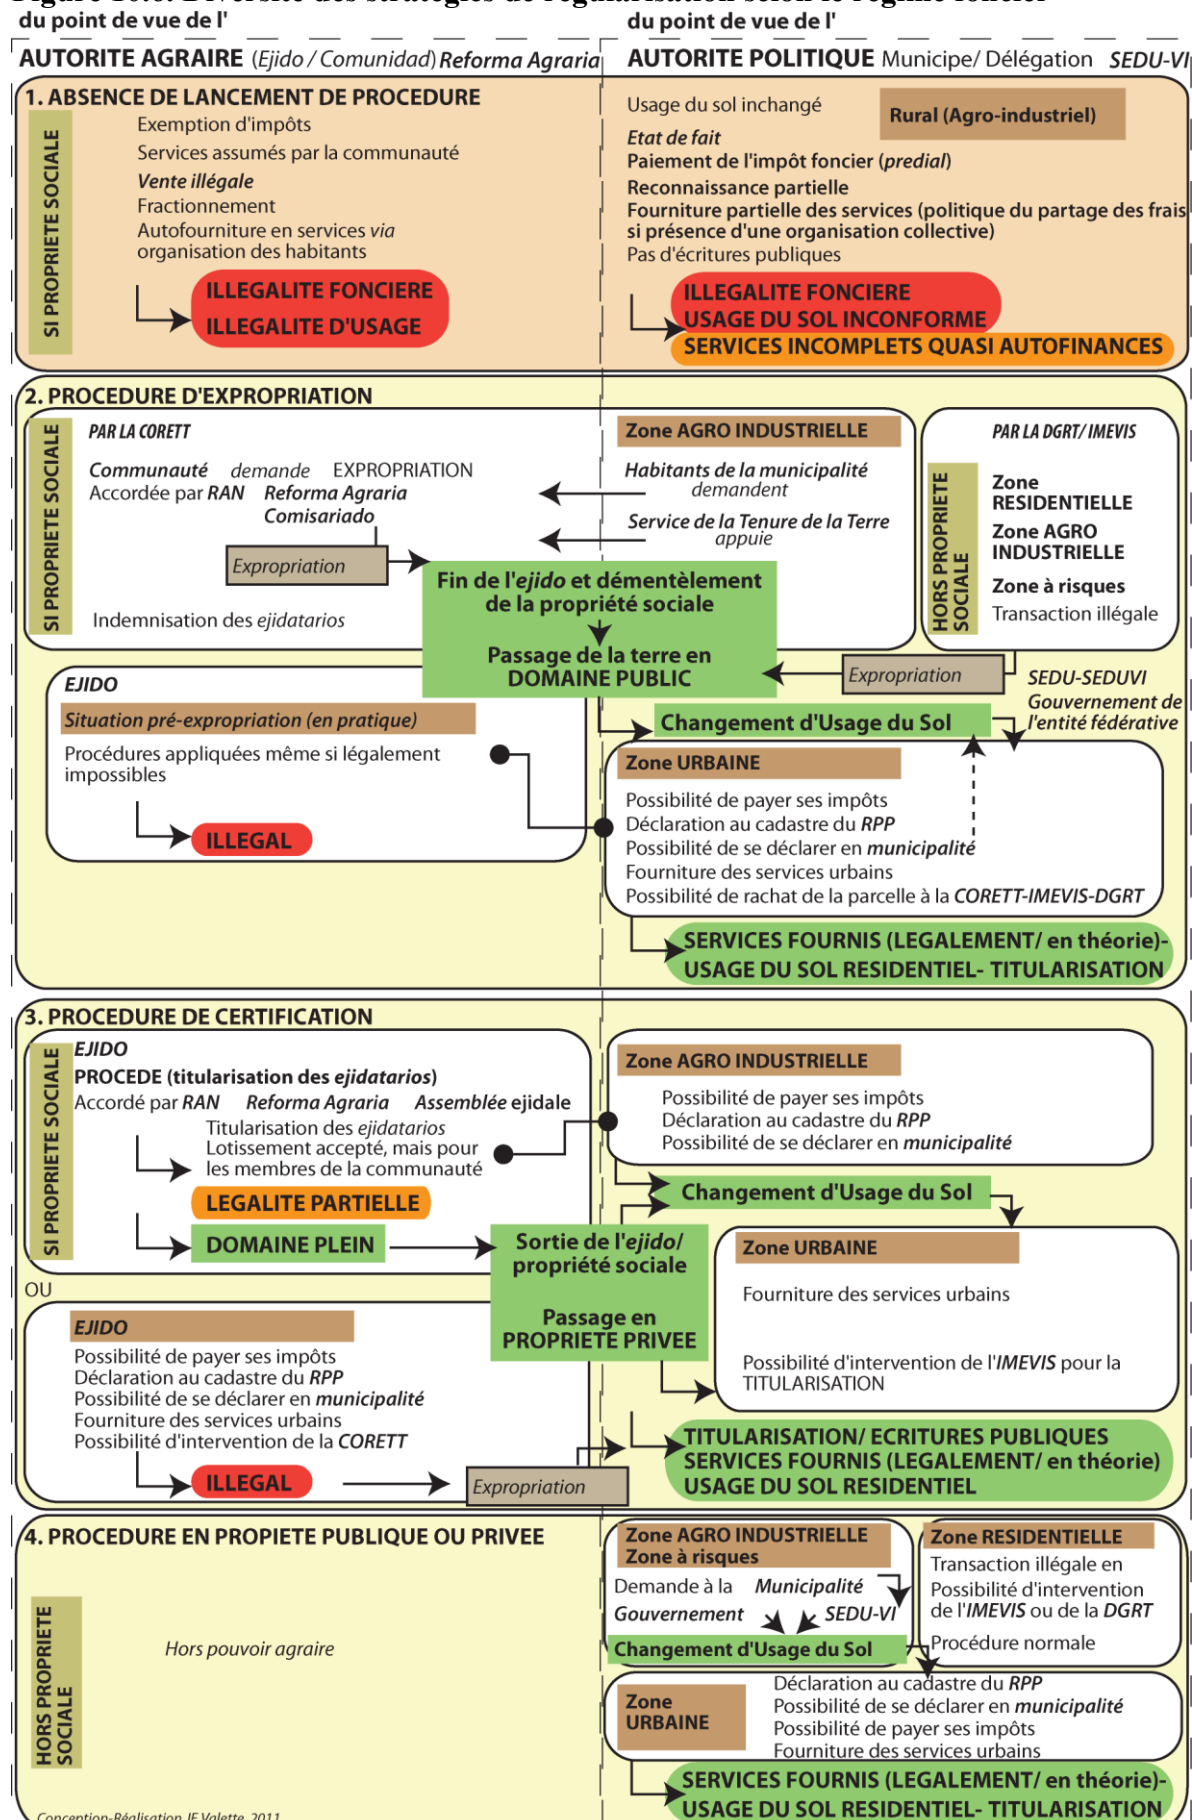 Figure 10.6. Diversité des stratégies de régularisation selon le régime foncier
du point de vue de l'
du point de vue de l'
AUTORITE AGRAIRE (Ejido / Comunidad) Reforma Agraria
AUTORITE POLITIQUE Municipe/ Délégation SEDU-VI
1. ABSENCE DE LANCEMENT DE PROCEDURE
SI PROPRIETE SOCIALE
Exemption d'impôts
Services assumés par la communauté
Vente illégale
Fractionnement
Autofourniture en services via
organisation des habitants
ILLEGALITE FONCIERE
ILLEGALITE D'USAGE
Usage du sol inchangé
Rural (Agro-industriel)
Etat de fait
Paiement de l'impôt foncier (predial)
Reconnaissance partielle
Fourniture partielle des services (politique du partage des frais
si présence d'une organisation collective)
Pas d'écritures publiques
ILLEGALITE FONCIERE
USAGE DU SOL INCONFORME
SERVICES INCOMPLETS QUASI AUTOFINANCES
2. PROCEDURE D'EXPROPRIATION
SI PROPRIETE SOCIALE
PAR LA CORETT
Communauté demande EXPROPRIATION
Accordée par RAN Reforma Agraria
Comisariado
Expropriation
Indemnisation des ejidatarios
Zone AGRO INDUSTRIELLE
Habitants de la municipalité
demandent
Service de la Tenure de la Terre
appuie
Fin de l'ejido et démentèlement
de la propriété sociale
Passage de la terre en
DOMAINE PUBLIC
HORS PROPRIETE
SOCIALE
PAR LA DGRT/ IMEVIS
Zone
RESIDENTIELLE
Zone AGRO
INDUSTRIELLE
Zone à risques
Transaction illégale
Expropriation
SEDU-SEDUVI
Gouvernement de
l'entité fédérative
EJIDO
Situation pré-expropriation (en pratique)
Procédures appliquées même si légalement
impossibles
ILLEGAL
Changement d'Usage du Sol
Zone URBAINE
Possibilité de payer ses impôts
Déclaration au cadastre du RPP
Possibilité de se déclarer en municipalité
Fourniture des services urbains
Possibilité de rachat de la parcelle à la CORETT-IMEVIS-DGRT
SERVICES FOURNIS (LEGALEMENT/ en théorie)-
USAGE DU SOL RESIDENTIEL- TITULARISATION
3. PROCEDURE DE CERTIFICATION
SI PROPRIETE SOCIALE
EJIDO
PROCEDE (titularisation des ejidatarios)
Accordé par RAN Reforma Agraria Assemblée ejidale
Titularisation des ejidatarios
Lotissement accepté, mais pour
les membres de la communauté
LEGALITE PARTIELLE
DOMAINE PLEIN
Zone AGRO INDUSTRIELLE
Possibilité de payer ses impôts
Déclaration au cadastre du RPP
Possibilité de se déclarer en municipalité
Changement d'Usage du Sol
Sortie de l'ejido/
propriété sociale
Passage en
PROPRIETE PRIVEE
Zone URBAINE
Fourniture des services urbains
Possibilité d'intervention de l'IMEVIS pour la
TITULARISATION
OU
EJIDO
Possibilité de payer ses impôts
Déclaration au cadastre du RPP
Possibilité de se déclarer en municipalité
Fourniture des services urbains
Possibilité d'intervention de la CORETT
ILLEGAL
Expropriation
TITULARISATION/ ECRITURES PUBLIQUES
SERVICES FOURNIS (LEGALEMENT/ en théorie)
USAGE DU SOL RESIDENTIEL
4. PROCEDURE EN PROPIETE PUBLIQUE OU PRIVEE
HORS PROPRIETE
SOCIALE
Hors pouvoir agraire
Zone AGRO INDUSTRIELLE
Zone à risques
Demande à la Municipalité
Gouvernement SEDU-VI
Changement d'Usage du Sol
Zone RESIDENTIELLE
Transaction illégale en
Possibilité d'intervention
de l'IMEVIS ou de la DGRT
Procédure normale
Zone
URBAINE
Déclaration au cadastre du RPP
Possibilité de se déclarer en municipalité
Possibilité de payer ses impôts
Fourniture des services urbains
SERVICES FOURNIS (LEGALEMENT/ en théorie)-
USAGE DU SOL RESIDENTIEL- TITULARISATION
Conception-Réalisation JF Valette, 2011